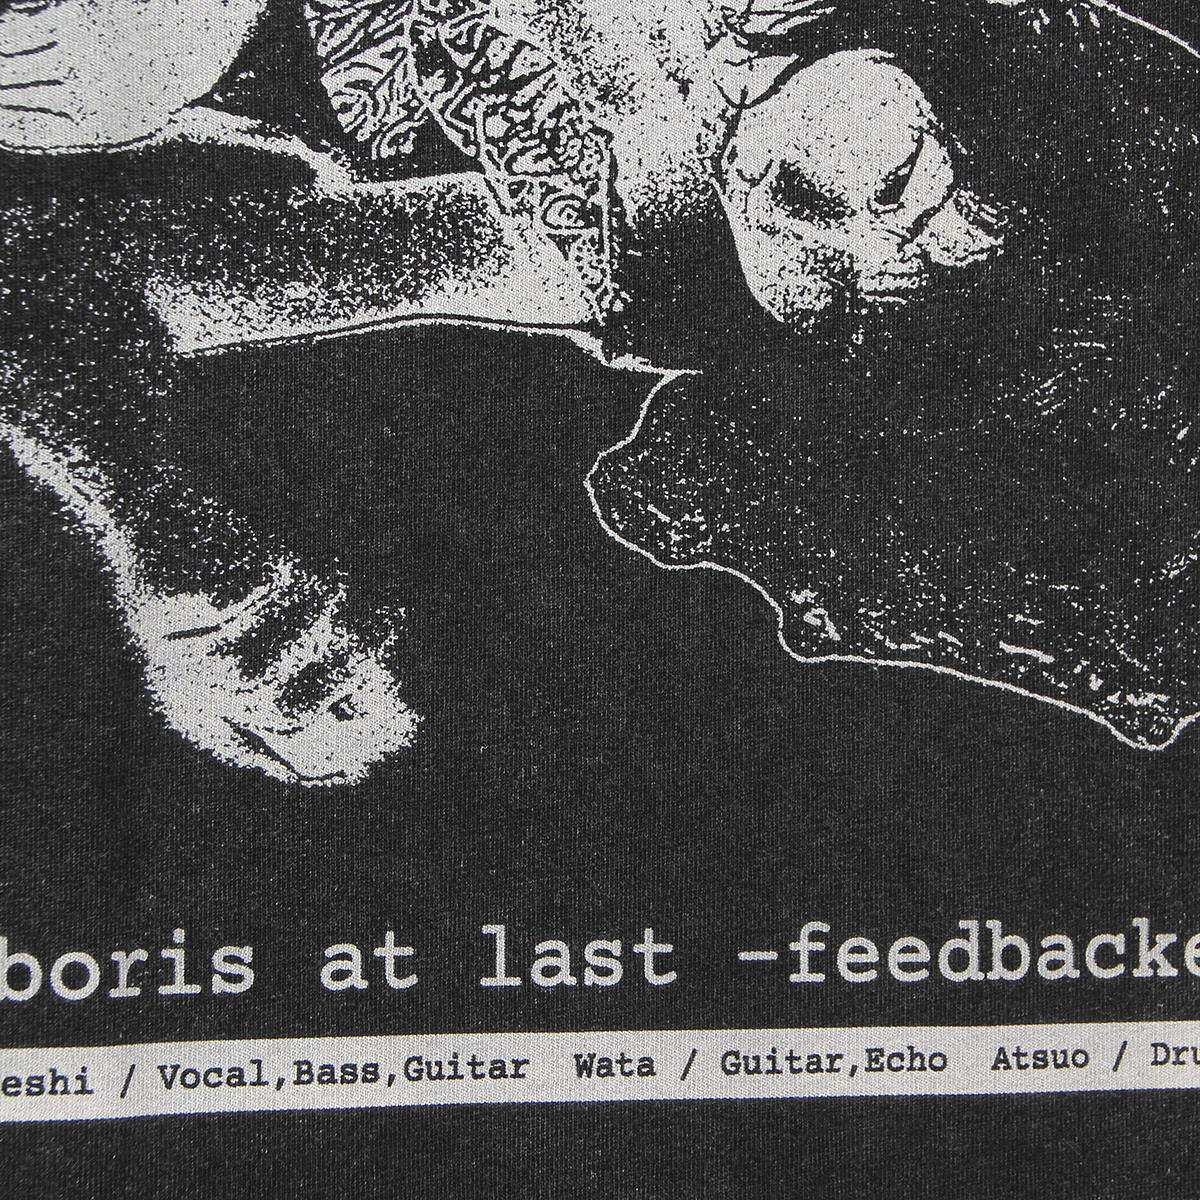 boris at last -feedbacke
eshi / Vocal,Bass,Guitar  Wata / Guitar,Echo  Atsuo / Dru